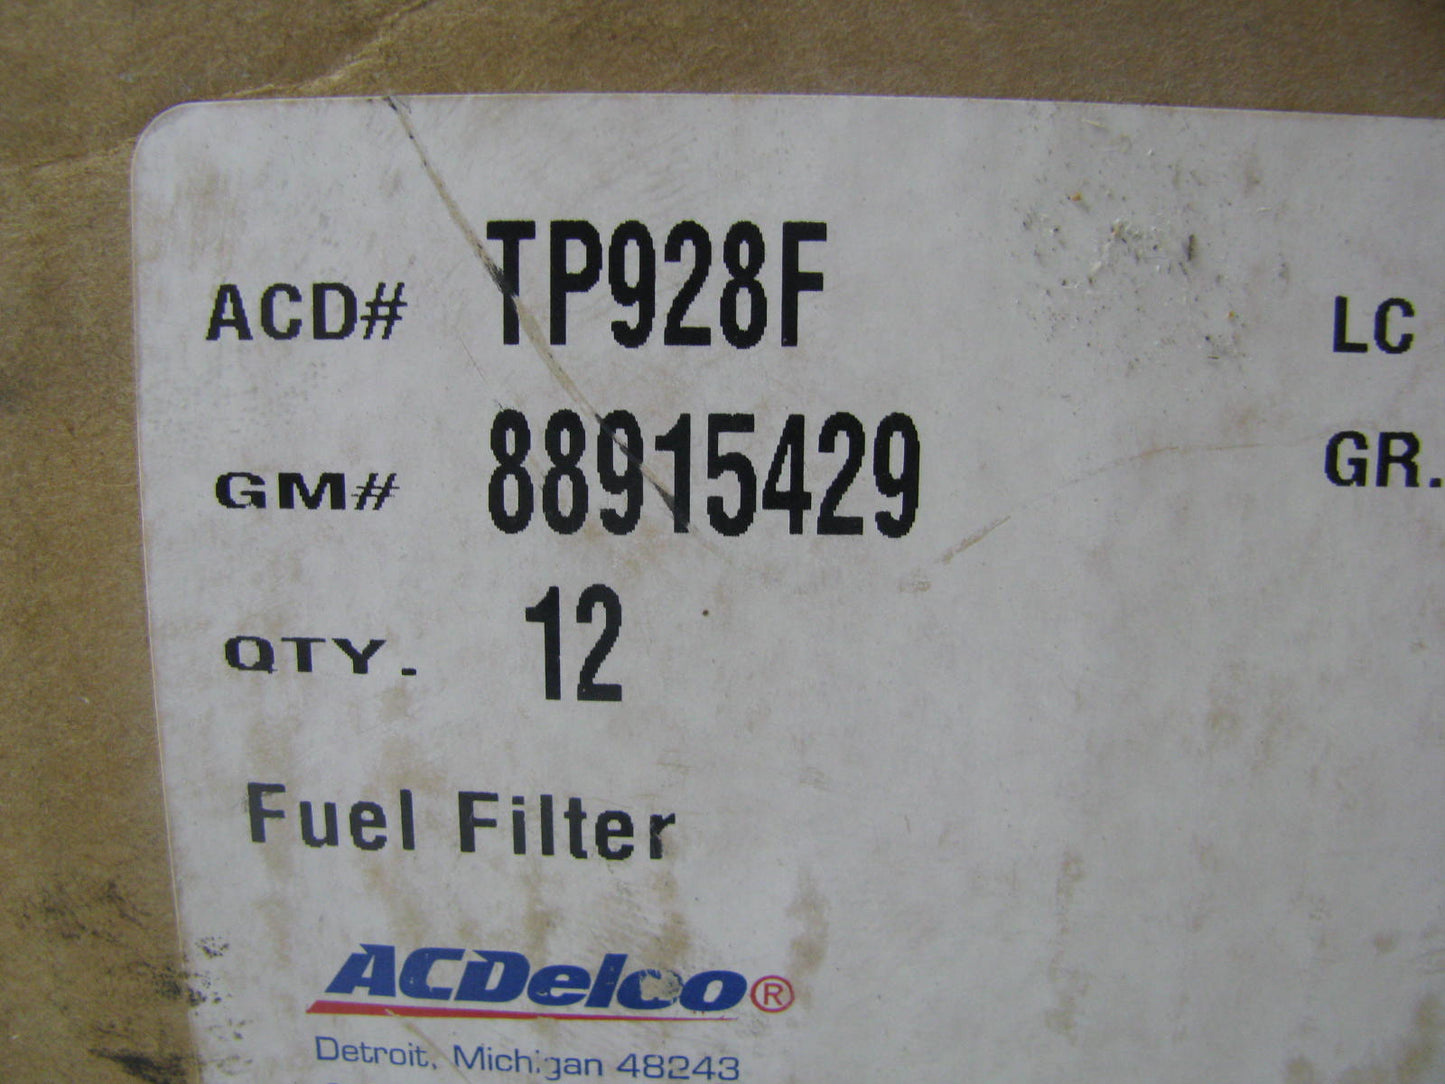 ACD# TP928F LC
GM# 88915429 GR.
QTY. 12
Fuel Filter
ACDelco®
Detroit, Michigan 48243